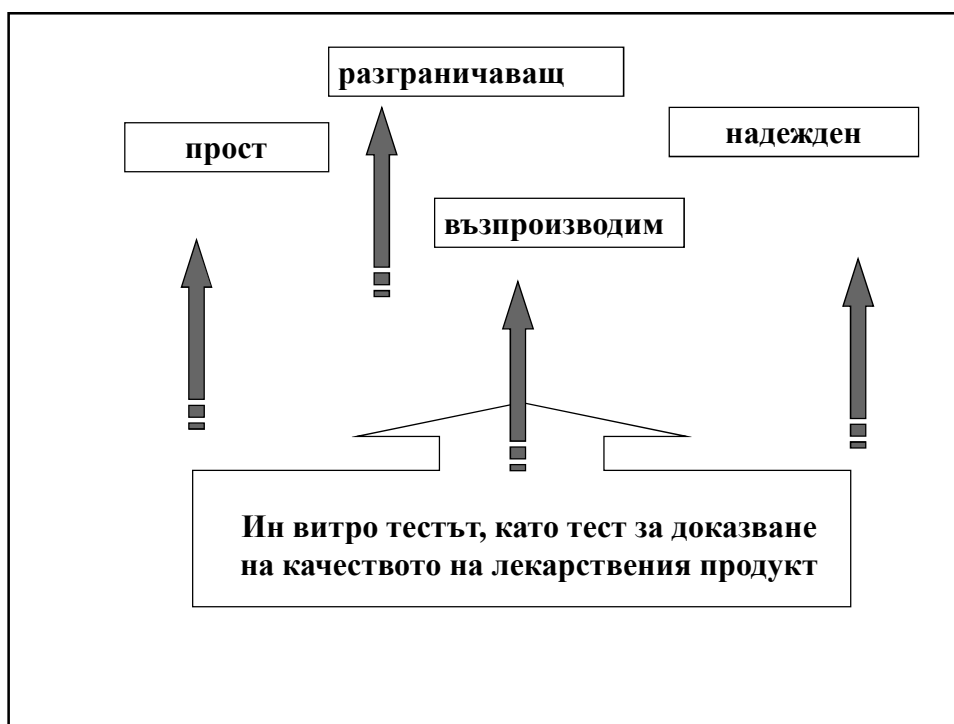 разграничаващ
прост
надежден
възпроизводим
Ин витро тестът, като тест за доказване
на качеството на лекарствения продукт